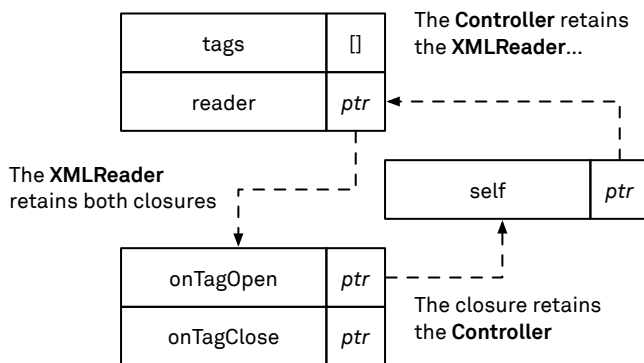 The Controller retains
the XMLReader...
tags []
reader ptr
The XMLReader
retains both closures
self ptr
onTagOpen ptr
onTagClose ptr
The closure retains
the Controller